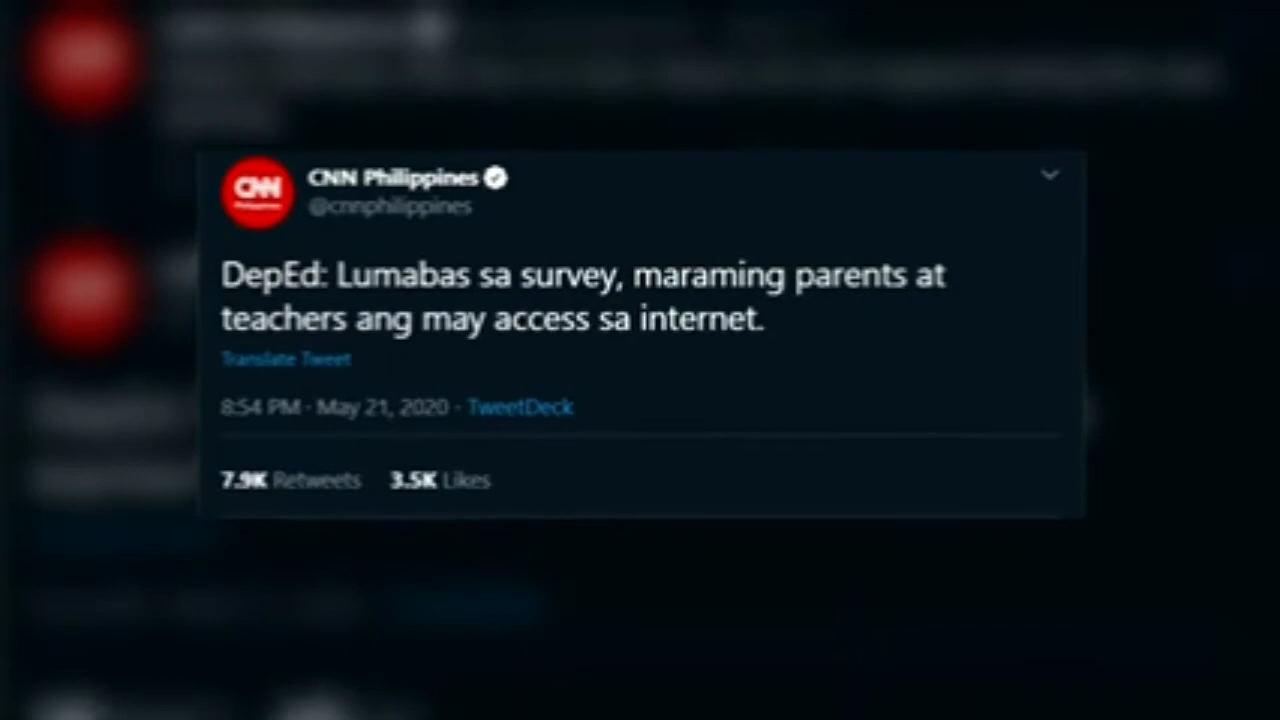 CNN
Philippines
CNN Philippines
@cnnphilippines
DepEd: Lumabas sa survey, maraming parents at
teachers ang may access sa internet.
Translate Tweet
8:54 PM · May 21, 2020 · TweetDeck
7.9K Retweets 3.5K Likes